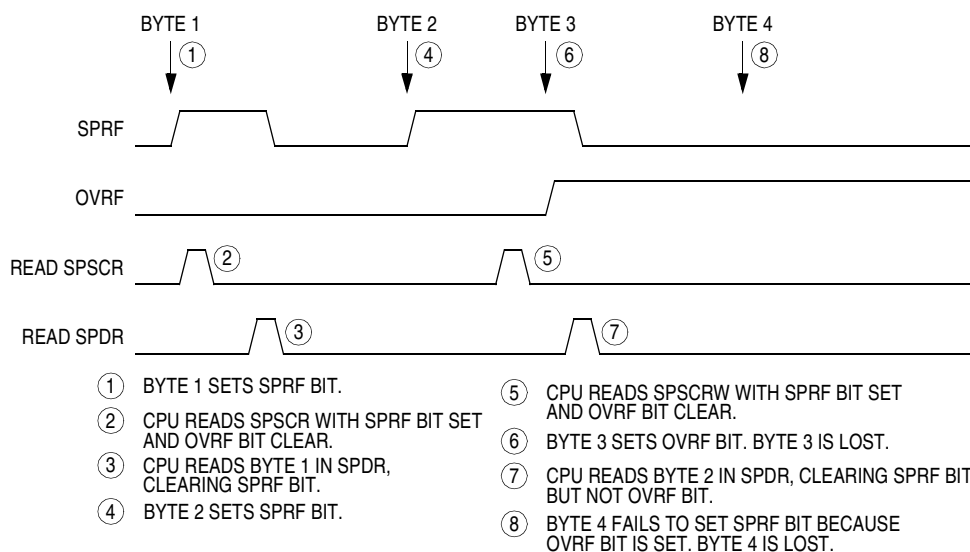 BYTE 1 BYTE 2 BYTE 3 BYTE 4
1 4 6 8
SPRF
OVRF
READ SPSCR 2 5
READ SPDR 3 7
1 BYTE 1 SETS SPRF BIT.
2 CPU READS SPSCR WITH SPRF BIT SET
AND OVRF BIT CLEAR.
3 CPU READS BYTE 1 IN SPDR,
CLEARING SPRF BIT.
4 BYTE 2 SETS SPRF BIT.
5 CPU READS SPSCRW WITH SPRF BIT SET
AND OVRF BIT CLEAR.
6 BYTE 3 SETS OVRF BIT. BYTE 3 IS LOST.
7 CPU READS BYTE 2 IN SPDR, CLEARING SPRF BIT
BUT NOT OVRF BIT.
8 BYTE 4 FAILS TO SET SPRF BIT BECAUSE
OVRF BIT IS SET. BYTE 4 IS LOST.